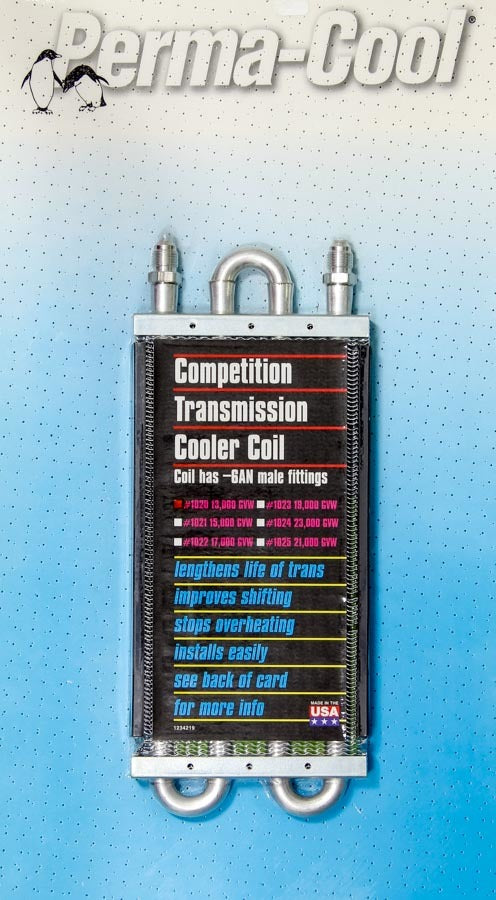 Perma-Cool®
Competition
Transmission
Cooler Coil
Coil has –6AN male fittings
#1020 13,000 GVW #1023 19,000 GVW
#1021 15,000 GVW #1024 23,000 GVW
#1022 17,000 GVW #1025 21,000 GVW
lengthens life of trans
improves shifting
stops overheating
installs easily
see back of card
for more info
MADE IN THE
USA
1234219